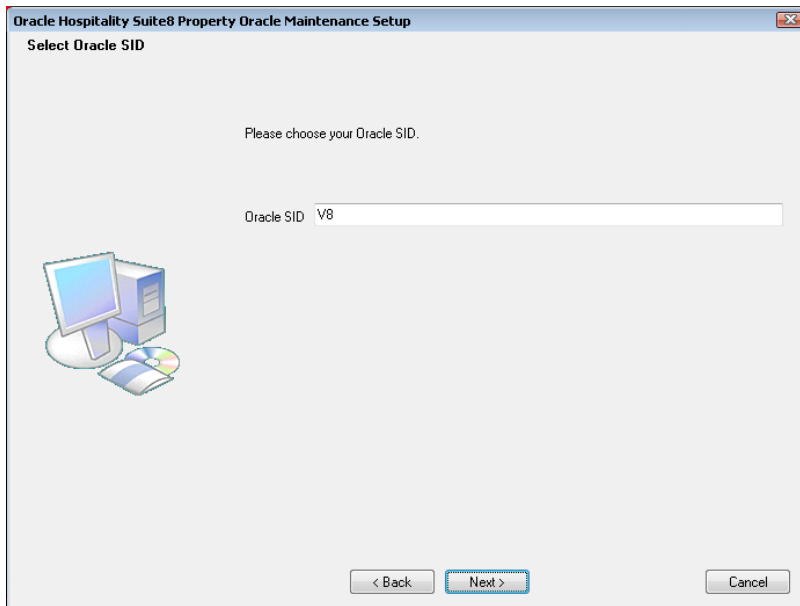 Oracle Hospitality Suite8 Property Oracle Maintenance Setup
Select Oracle SID
Please choose your Oracle SID.
Oracle SID V8
< Back Next > Cancel